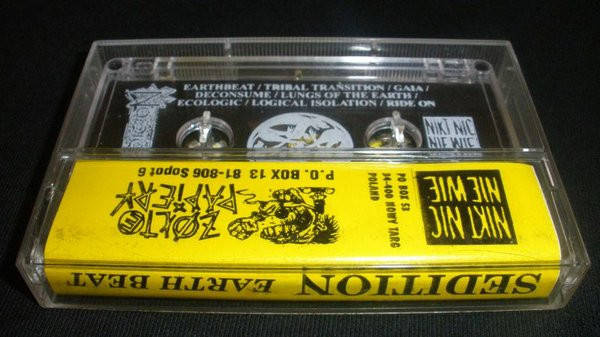 EARTHBEAT / TRIBAL TRANSITION / GAIA /
DECONSUME / LUNGS OF THE EARTH /
ECOLOGIC / LOGICAL ISOLATION / RIDE ON
NIKT NIC
NIE WIE
NIKT NIC
NIE WIE
PO BOX 53
34-400 NOWY TARG
POLAND
ŻÓŁTE
PAPIERY
P.O. BOX 13 81-806 Sopot 6
SEDITION EARTH BEAT